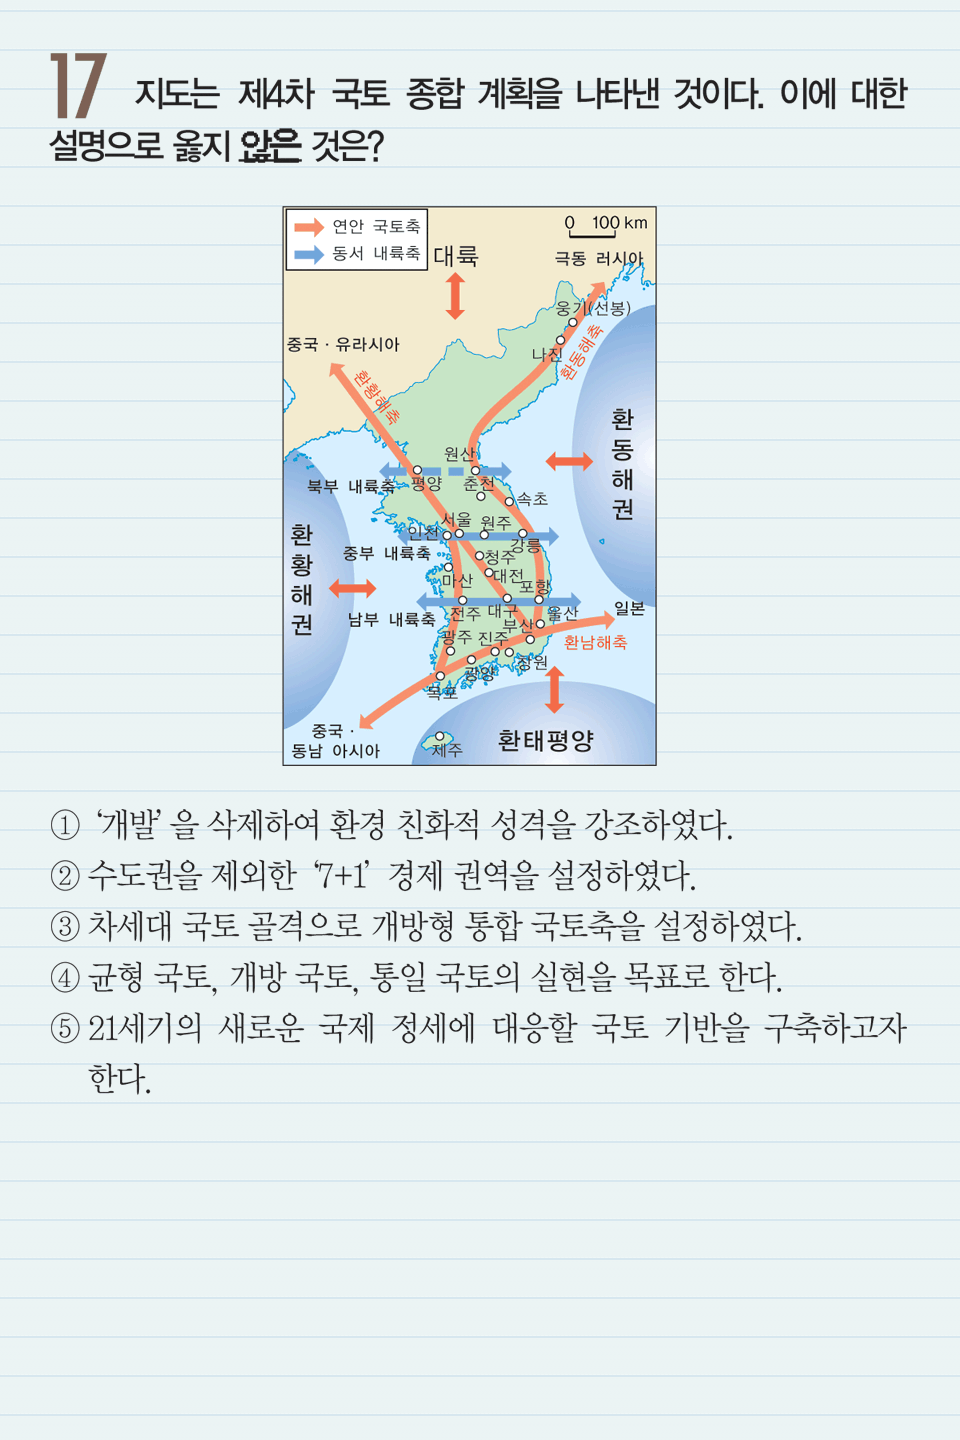 17 지도는 제4차 국토 종합 계획을 나타낸 것이다. 이에 대한
설명으로 옳지 않은 것은?
연안 국토축
동서 내륙축
0 100 km
대륙
극동 러시아
웅기(선봉)
중국·유라시아
나진
환동해축
환황해축
환동해권
원산
북부 내륙축
평양
춘천
속초
서울
원주
인천
강릉
환황해권
중부 내륙축
청주
대전
마산
포항
남부 내륙축
전주
대구
울산
일본
부산
광주
진주
환남해축
창원
광양
목포
중국·
동남 아시아
환태평양
제주
① ‘개발’을 삭제하여 환경 친화적 성격을 강조하였다.
② 수도권을 제외한 ‘7+1’ 경제 권역을 설정하였다.
③ 차세대 국토 골격으로 개방형 통합 국토축을 설정하였다.
④ 균형 국토, 개방 국토, 통일 국토의 실현을 목표로 한다.
⑤ 21세기의 새로운 국제 정세에 대응할 국토 기반을 구축하고자
한다.